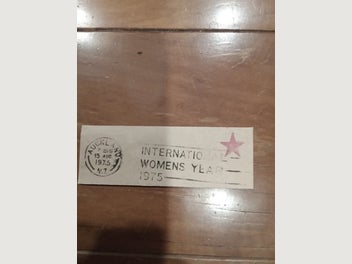 AUCKLAND
15 AUG
1975
N.Z.
INTERNATIONAL
WOMENS YEAR
1975